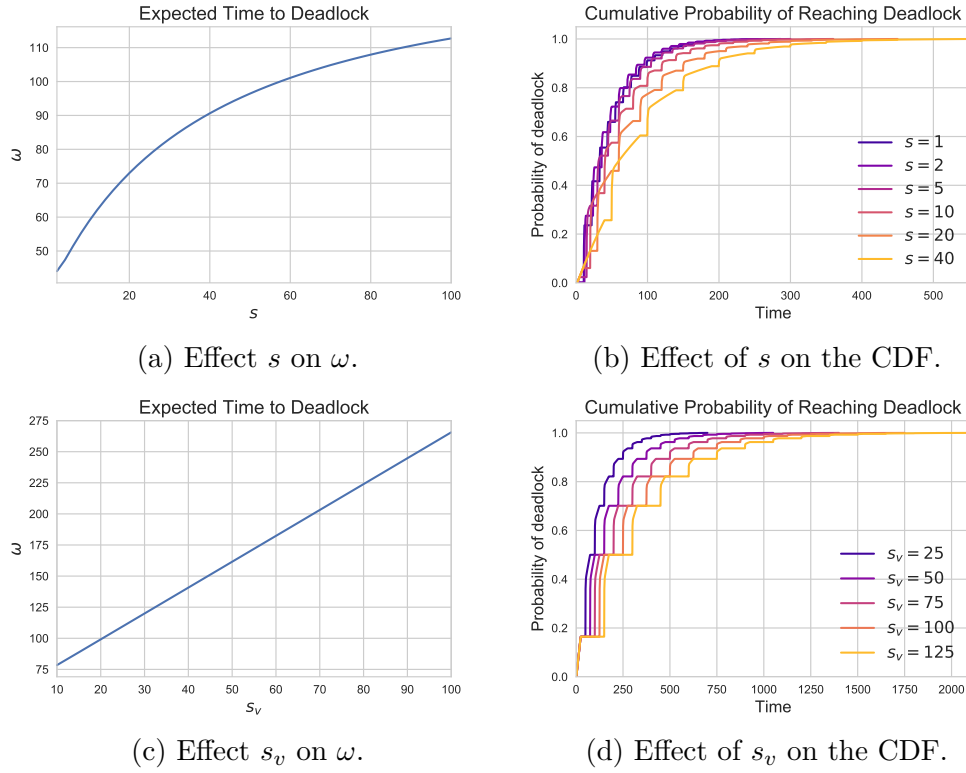 Expected Time to Deadlock
110
100
90
80
70
60
50
ω
20
40
60
80
100
s
(a) Effect s on ω.
Cumulative Probability of Reaching Deadlock
1.0
0.8
0.6
0.4
0.2
0.0
Probability of deadlock
s = 1
s = 2
s = 5
s = 10
s = 20
s = 40
0
100
200
300
400
500
Time
(b) Effect of s on the CDF.
Expected Time to Deadlock
275
250
225
200
175
150
125
100
75
ω
10
20
30
40
50
60
70
80
90
100
s_v
(c) Effect s_v on ω.
Cumulative Probability of Reaching Deadlock
1.0
0.8
0.6
0.4
0.2
0.0
Probability of deadlock
s_v = 25
s_v = 50
s_v = 75
s_v = 100
s_v = 125
0
250
500
750
1000
1250
1500
1750
2000
Time
(d) Effect of s_v on the CDF.